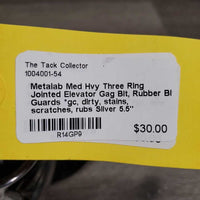 The Tack Collector
1004001-54
Metalab Med Hvy Three Ring
Jointed Elevator Gag Bit, Rubber Bi
Guards *gc, dirty, stains,
scratches, rubs Silver 5.5"
$30.00
R14GP9